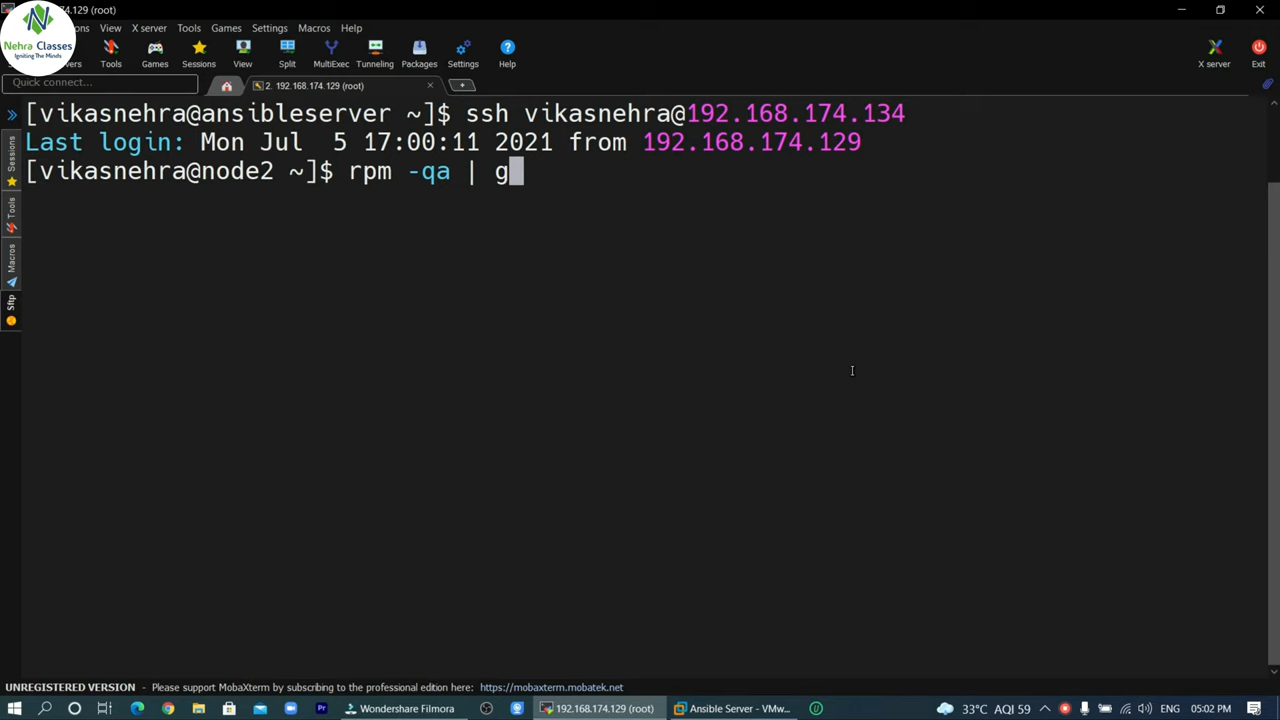 174.129 (root)
Nehra Classes
Igniting The Minds
View X server Tools Games Settings Macros Help
Tools Games Sessions View Split MultiExec Tunneling Packages Settings Help X server Exit
Quick connect...
2. 192.168.174.129 (root)
[vikasnehra@ansibleserver ~]$ ssh vikasnehra@192.168.174.134
Last login: Mon Jul  5 17:00:11 2021 from 192.168.174.129
[vikasnehra@node2 ~]$ rpm -qa | g
Sessions
Tools
Macros
Sftp
UNREGISTERED VERSION - Please support MobaXterm by subscribing to the professional edition here: https://mobaxterm.mobatek.net
Wondershare Filmora
192.168.174.129 (root)
Ansible Server - VMw...
33°C AQI 59
ENG
05:02 PM